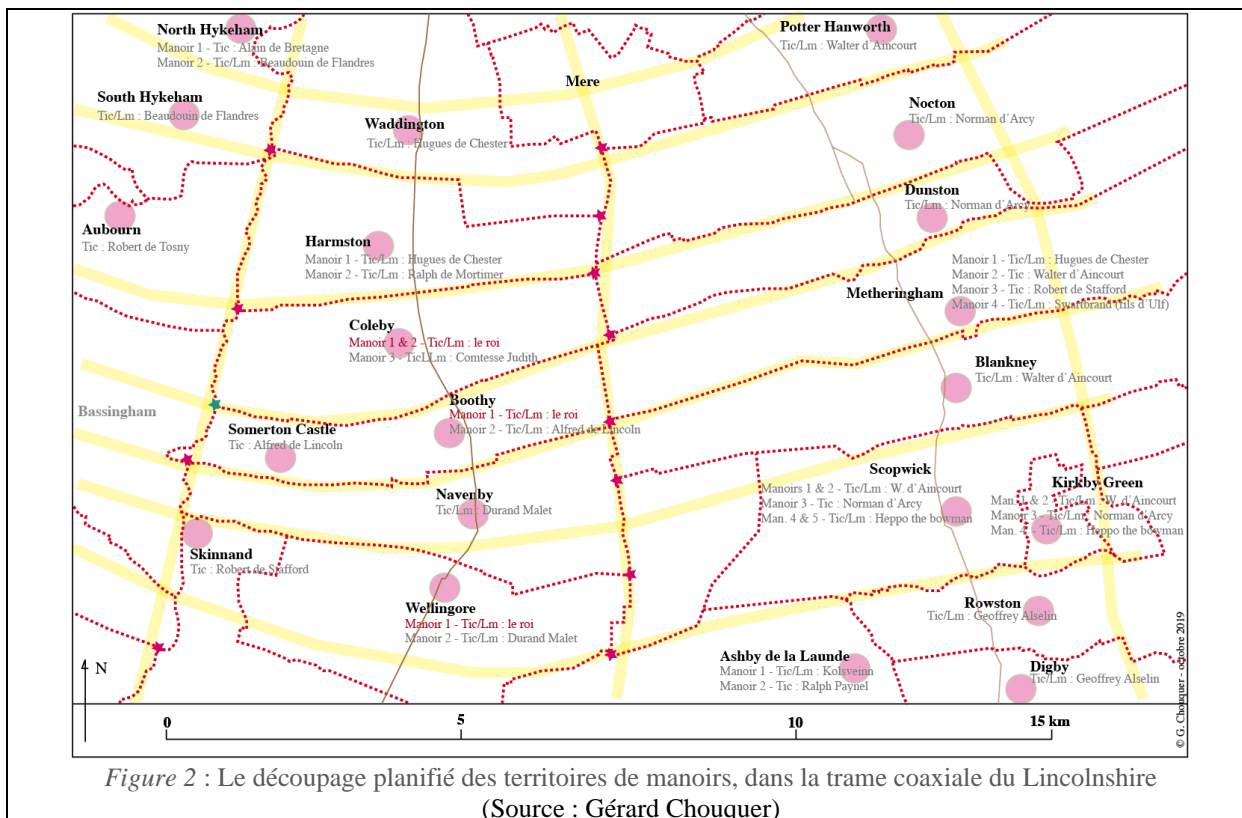 North Hykeham
Manoir 1 - Tic : Alain de Bretagne
Manoir 2 - Tic/Lm : Beaudouin de Flandres
Potter Hanworth
Tic/Lm : Walter d'Aincourt
Mere
South Hykeham
Tic/Lm : Beaudouin de Flandres
Waddington
Tic/Lm : Hugues de Chester
Nocton
Tic/Lm : Norman d'Arcy
Dunston
Tic/Lm : Norman d'Arcy
Aubourn
Tic : Robert de Tosny
Harmston
Manoir 1 - Tic/Lm : Hugues de Chester
Manoir 2 - Tic/Lm : Ralph de Mortimer
Metheringham
Manoir 1 - Tic/Lm : Hugues de Chester
Manoir 2 - Tic : Walter d'Aincourt
Manoir 3 - Tic : Robert de Stafford
Manoir 4 - Tic/Lm : Swartbrand (fils d'Ulf)
Coleby
Manoir 1 & 2 - Tic/Lm : le roi
Manoir 3 - TicLLm : Comtesse Judith
Blankney
Tic/Lm : Walter d'Aincourt
Bassingham
Boothy
Manoir 1 - Tic/Lm : le roi
Manoir 2 - Tic/Lm : Alfred de Lincoln
Somerton Castle
Tic : Alfred de Lincoln
Scopwick
Manoirs 1 & 2 - Tic/Lm : W. d'Aincourt
Manoir 3 - Tic : Norman d'Arcy
Man. 4 & 5 - Tic/Lm : Heppo the bowman
Kirkby Green
Man. 1 & 2 - Tic/Lm : W. d'Aincourt
Manoir 3 - Tic/Lm : Norman d'Arcy
Man. 4 - Tic/Lm : Heppo the bowman
Navenby
Tic/Lm : Durand Malet
Skinnand
Tic : Robert de Stafford
Wellingore
Manoir 1 - Tic/Lm : le roi
Manoir 2 - Tic/Lm : Durand Malet
Rowston
Tic/Lm : Geoffrey Alselin
Ashby de la Launde
Manoir 1 - Tic/Lm : Kolsveinn
Manoir 2 - Tic : Ralph Paynel
Digby
Tic/Lm : Geoffrey Alselin
N
0 5 10 15 km
© G. Chouquer - octobre 2019
Figure 2 : Le découpage planifié des territoires de manoirs, dans la trame coaxiale du Lincolnshire
(Source : Gérard Chouquer)